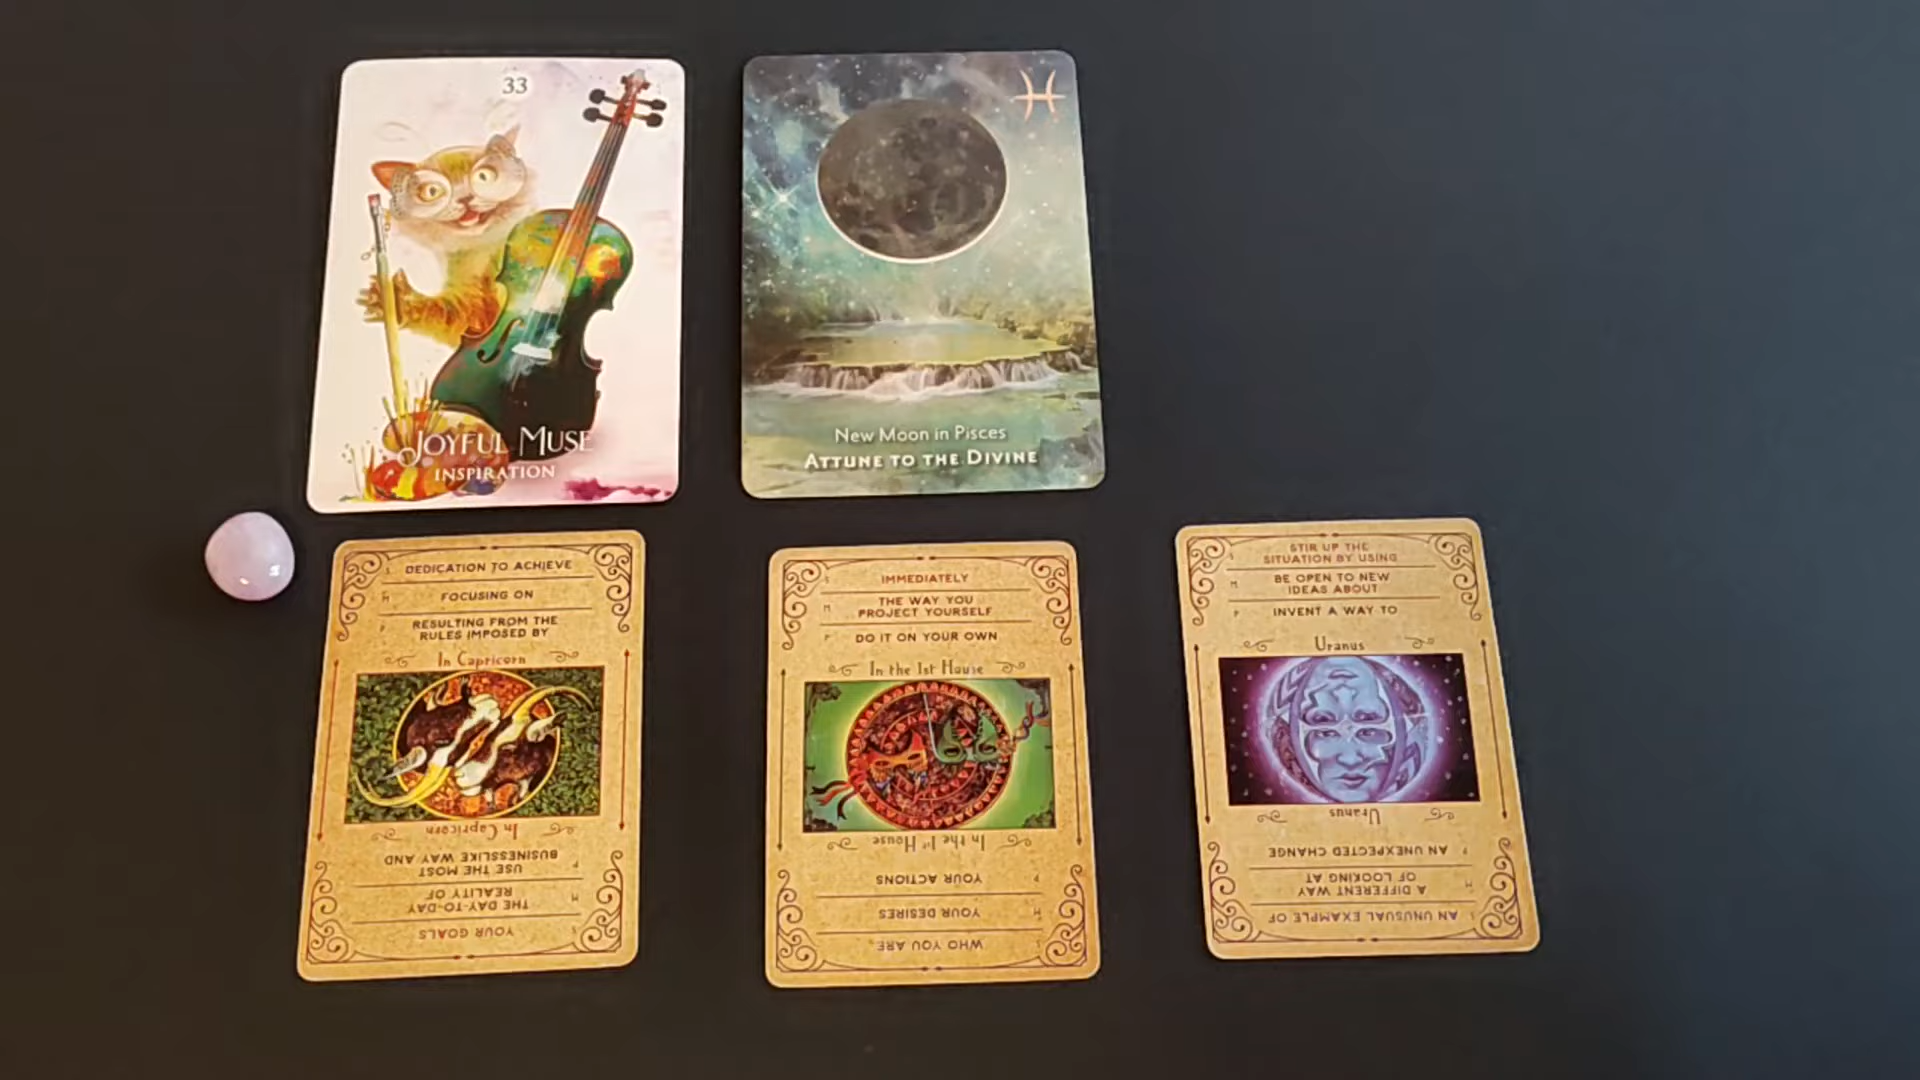 33
JOYFUL MUSE
INSPIRATION
New Moon in Pisces
ATTUNE TO THE DIVINE
S DEDICATION TO ACHIEVE
M FOCUSING ON
P RESULTING FROM THE
RULES IMPOSED BY
In Capricorn
In Capricorn
P USE THE MOST
BUSINESSLIKE WAY AND
M THE DAY-TO-DAY
REALITY OF
S YOUR GOALS
S IMMEDIATELY
M THE WAY YOU
PROJECT YOURSELF
P DO IT ON YOUR OWN
In the 1st House
In the 1st House
P YOUR ACTIONS
M YOUR DESIRES
S WHO YOU ARE
S STIR UP THE
SITUATION BY USING
M BE OPEN TO NEW
IDEAS ABOUT
P INVENT A WAY TO
Uranus
Uranus
P AN UNEXPECTED CHANGE
M A DIFFERENT WAY
OF LOOKING AT
S AN UNUSUAL EXAMPLE OF